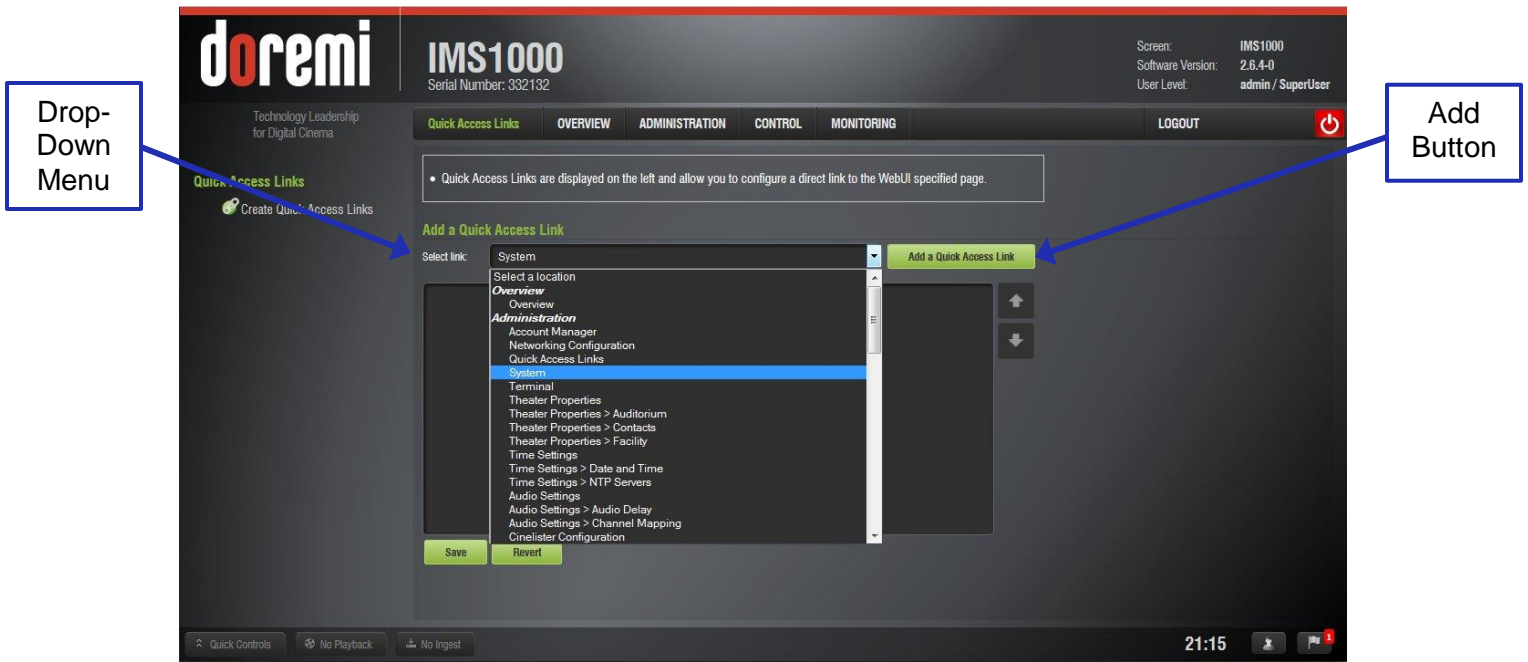 doremi
Technology Leadership
for Digital Cinema
IMS1000
Serial Number: 332132
Screen: IMS1000
Software Version: 2.6.4-0
User Level: admin / SuperUser
Drop-
Down
Menu
Add
Button
Quick Access Links OVERVIEW ADMINISTRATION CONTROL MONITORING LOGOUT
Quick Access Links
Create Quick Access Links
• Quick Access Links are displayed on the left and allow you to configure a direct link to the WebUI specified page.
Add a Quick Access Link
Select link: System Add a Quick Access Link
Select a location
Overview
Overview
Administration
Account Manager
Networking Configuration
Quick Access Links
System
Terminal
Theater Properties
Theater Properties > Auditorium
Theater Properties > Contacts
Theater Properties > Facility
Time Settings
Time Settings > Date and Time
Time Settings > NTP Servers
Audio Settings
Audio Settings > Audio Delay
Audio Settings > Channel Mapping
Cinelister Configuration
Save Revert
Quick Controls No Playback No Ingest 21:15 1